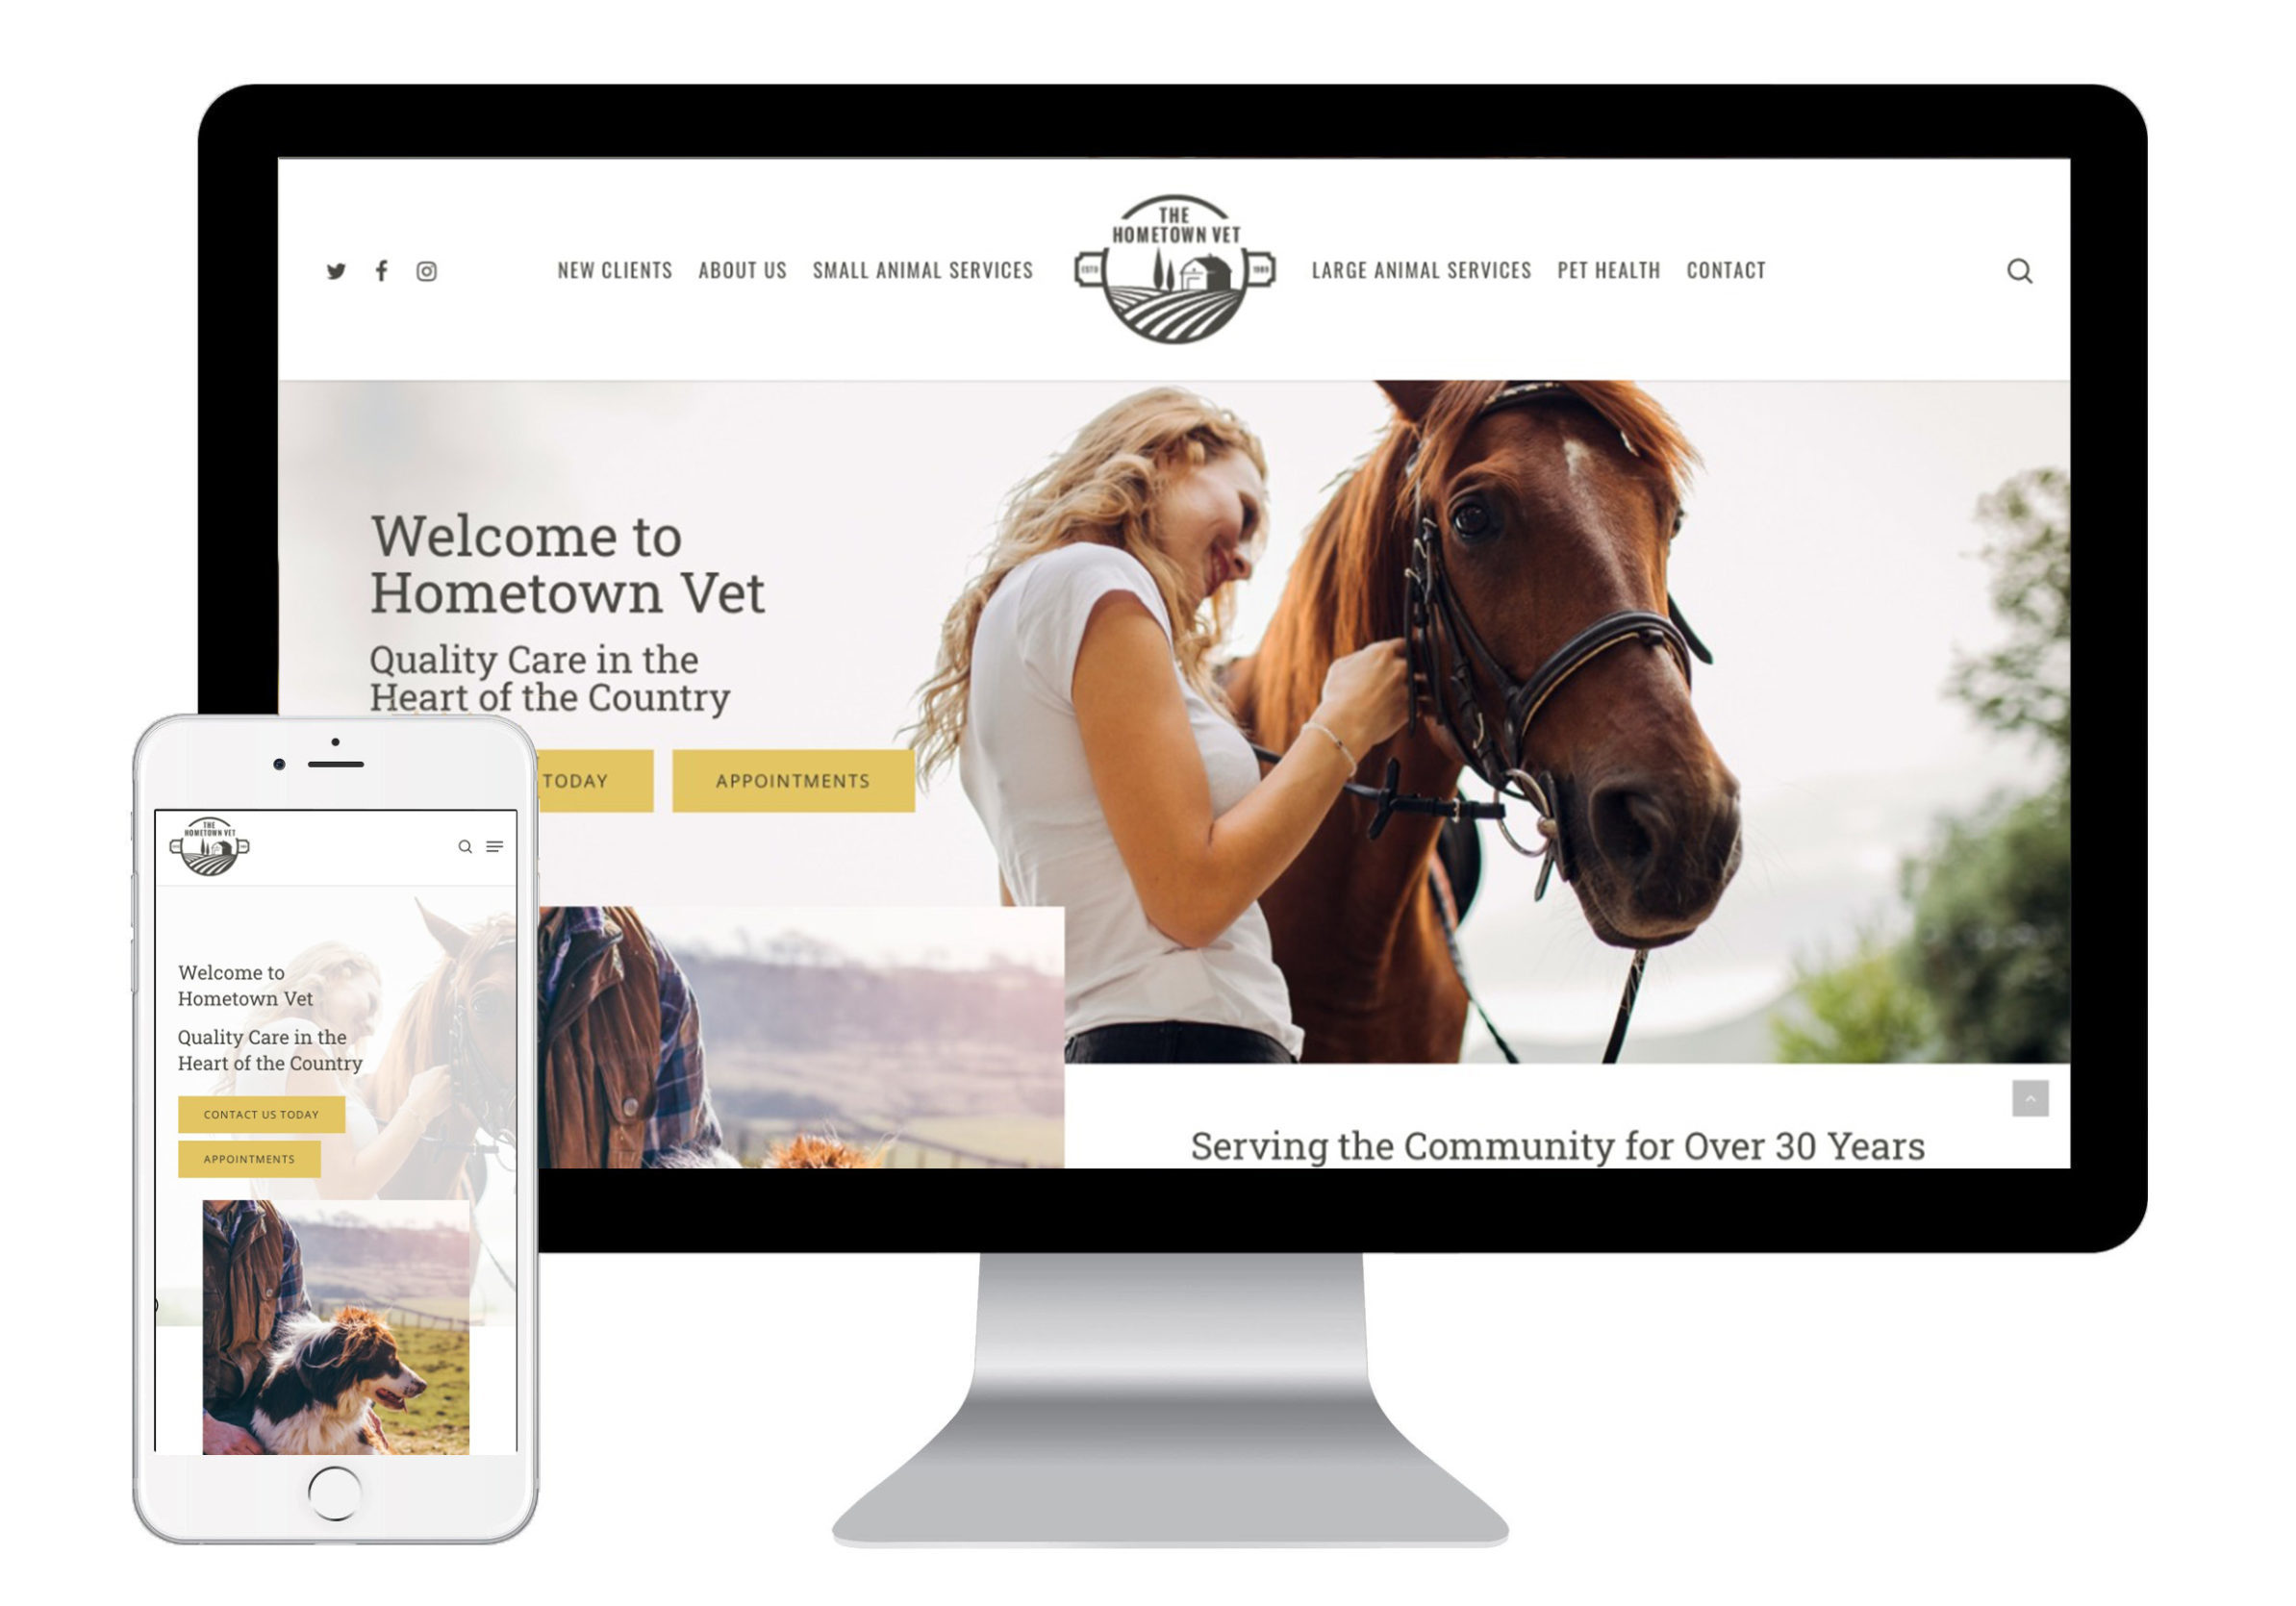 THE
HOMETOWN VET
ESTD
1989
NEW CLIENTS ABOUT US SMALL ANIMAL SERVICES
LARGE ANIMAL SERVICES PET HEALTH CONTACT
Welcome to
Hometown Vet
Quality Care in the
Heart of the Country
TODAY
APPOINTMENTS
Serving the Community for Over 30 Years
THE
HOMETOWN VET
Welcome to
Hometown Vet
Quality Care in the
Heart of the Country
CONTACT US TODAY
APPOINTMENTS